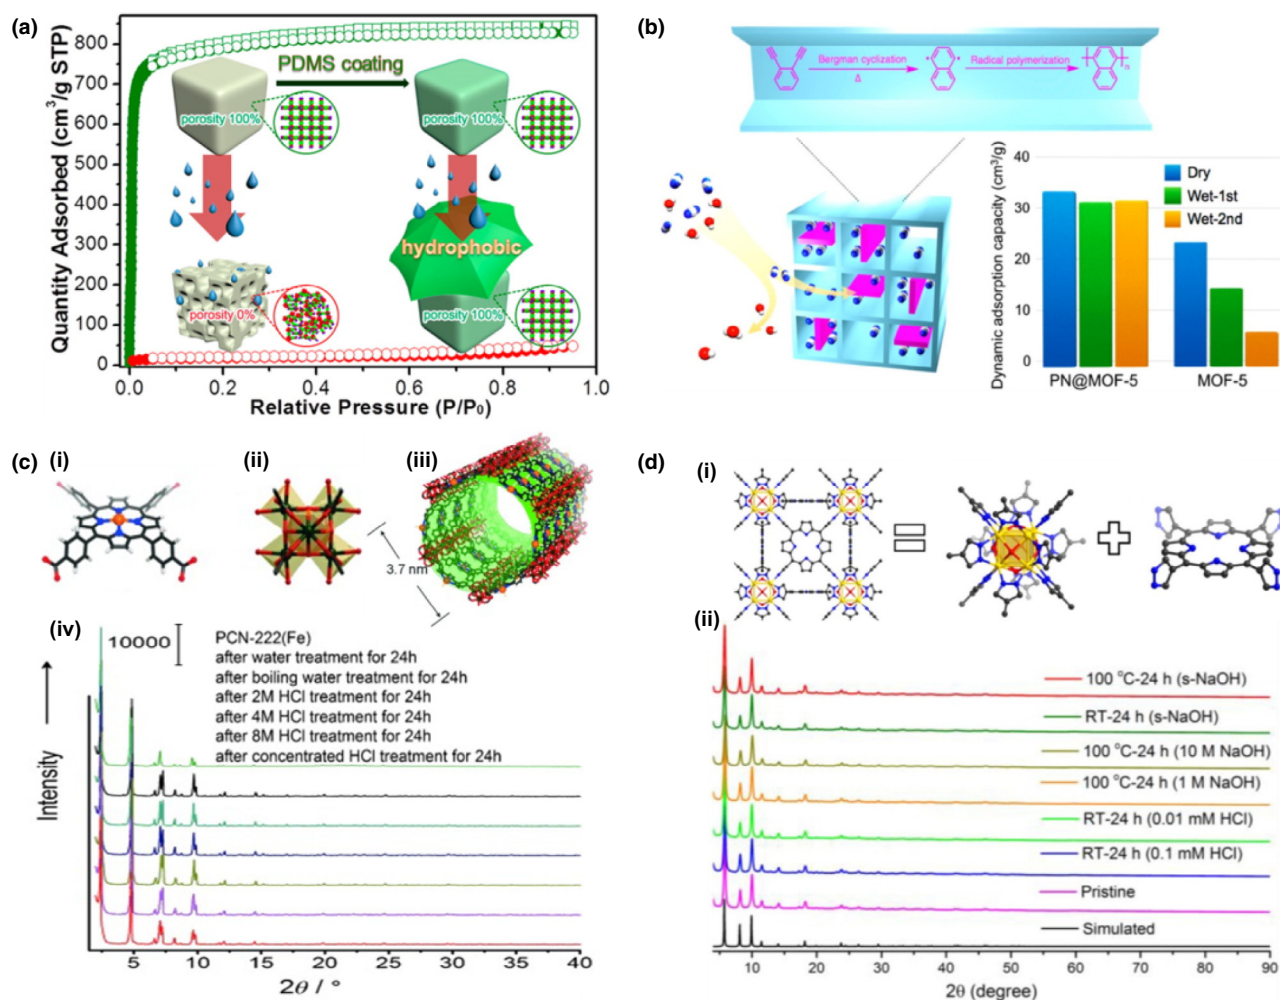 (a)
Quantity Adsorbed (cm³/g STP)
800
700
600
500
400
300
200
100
0
PDMS coating
porosity 100%
porosity 100%
hydrophobic
porosity 0%
porosity 100%
0.0
0.2
0.4
0.6
0.8
1.0
Relative Pressure (P/P₀)
(b)
Bergman cyclization
Δ
Radical polymerization
n
Dynamic adsorption capacity (cm³/g)
40
30
20
10
0
Dry
Wet-1st
Wet-2nd
PN@MOF-5
MOF-5
(c)
(i)
(ii)
(iii)
3.7 nm
(iv)
10000
PCN-222(Fe)
after water treatment for 24h
after boiling water treatment for 24h
after 2M HCl treatment for 24h
after 4M HCl treatment for 24h
after 8M HCl treatment for 24h
after concentrated HCl treatment for 24h
Intensity
5
10
15
20
25
30
35
40
2θ / °
(d)
(i)
(ii)
100 °C-24 h (s-NaOH)
RT-24 h (s-NaOH)
100 °C-24 h (10 M NaOH)
100 °C-24 h (1 M NaOH)
RT-24 h (0.01 mM HCl)
RT-24 h (0.1 mM HCl)
Pristine
Simulated
10
20
30
40
50
60
70
80
90
2θ (degree)